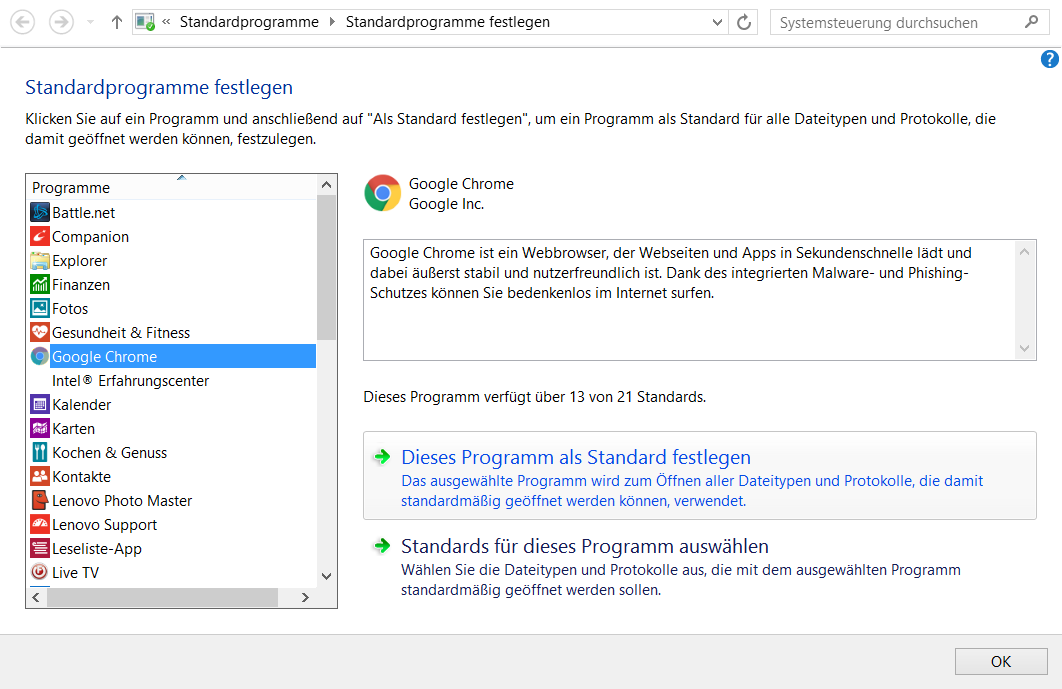 « Standardprogramme Standardprogramme festlegen
Systemsteuerung durchsuchen
?
Standardprogramme festlegen
Klicken Sie auf ein Programm und anschließend auf "Als Standard festlegen", um ein Programm als Standard für alle Dateitypen und Protokolle, die
damit geöffnet werden können, festzulegen.
Programme
Battle.net
Companion
Explorer
Finanzen
Fotos
Gesundheit & Fitness
Google Chrome
Intel® Erfahrungscenter
Kalender
Karten
Kochen & Genuss
Kontakte
Lenovo Photo Master
Lenovo Support
Leseliste-App
Live TV
Google Chrome
Google Inc.
Google Chrome ist ein Webbrowser, der Webseiten und Apps in Sekundenschnelle lädt und
dabei äußerst stabil und nutzerfreundlich ist. Dank des integrierten Malware- und Phishing-
Schutzes können Sie bedenkenlos im Internet surfen.
Dieses Programm verfügt über 13 von 21 Standards.
Dieses Programm als Standard festlegen
Das ausgewählte Programm wird zum Öffnen aller Dateitypen und Protokolle, die damit
standardmäßig geöffnet werden können, verwendet.
Standards für dieses Programm auswählen
Wählen Sie die Dateitypen und Protokolle aus, die mit dem ausgewählten Programm
standardmäßig geöffnet werden sollen.
OK